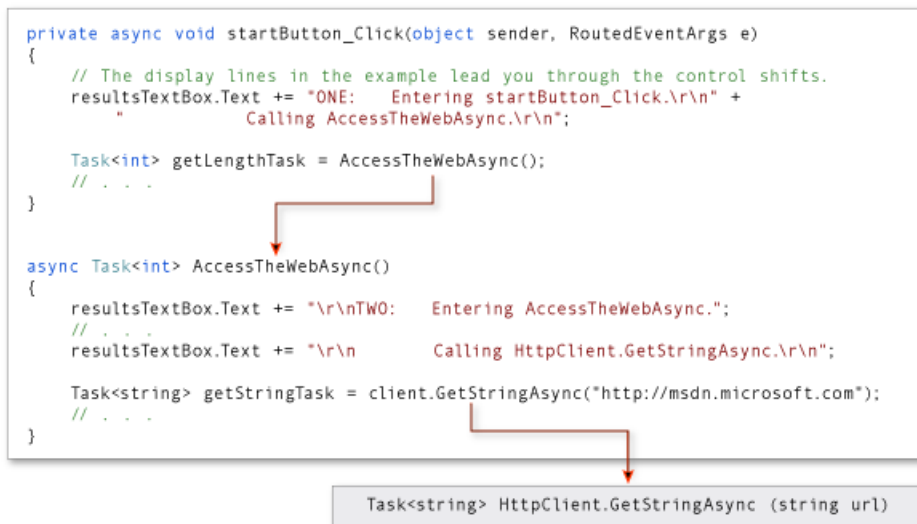 private async void startButton_Click(object sender, RoutedEventArgs e)
{
    // The display lines in the example lead you through the control shifts.
    resultsTextBox.Text += "ONE:   Entering startButton_Click.\r\n" +
        "           Calling AccessTheWebAsync.\r\n";
    Task<int> getLengthTask = AccessTheWebAsync();
    // . . .
}
async Task<int> AccessTheWebAsync()
{
    resultsTextBox.Text += "\r\nTWO:   Entering AccessTheWebAsync.";
    // . . .
    resultsTextBox.Text += "\r\n       Calling HttpClient.GetStringAsync.\r\n";
    Task<string> getStringTask = client.GetStringAsync("http://msdn.microsoft.com");
    // . . .
}
Task<string> HttpClient.GetStringAsync (string url)